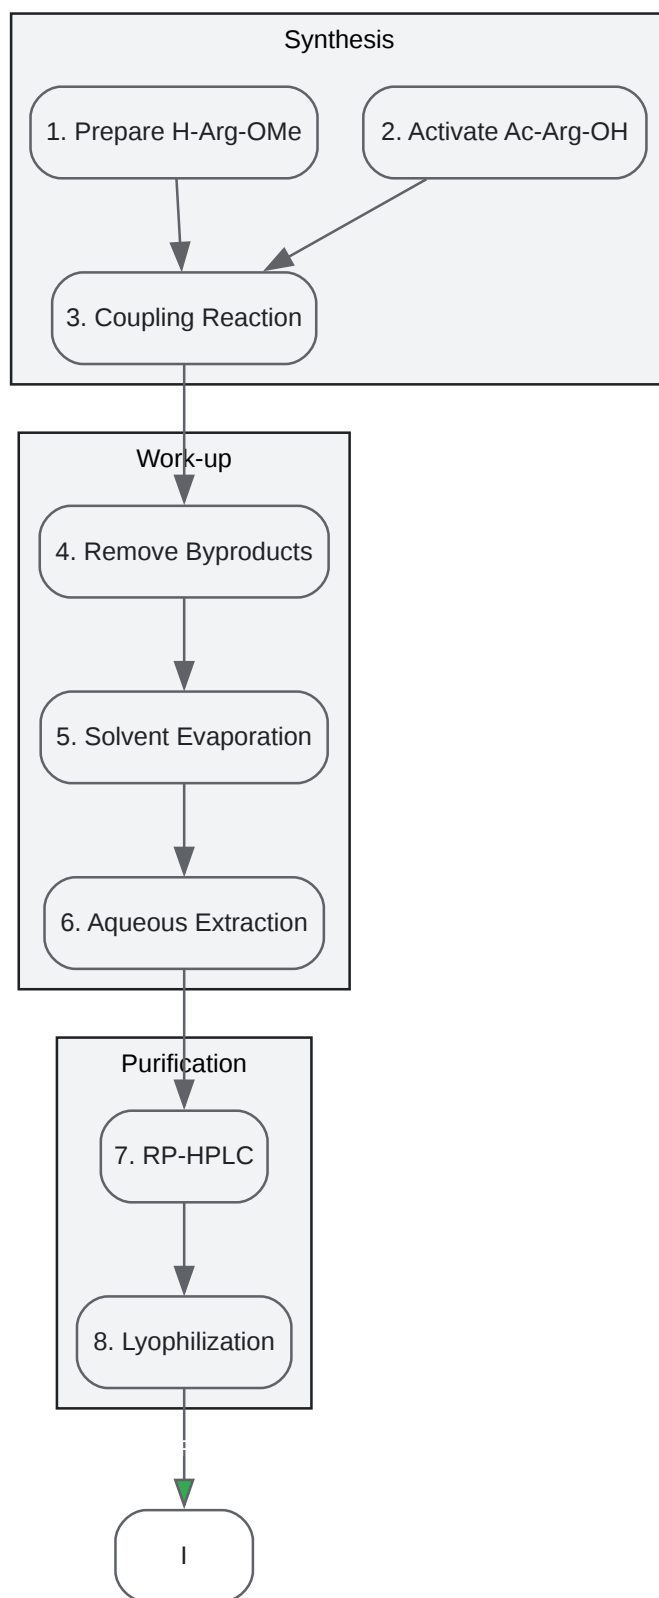 Synthesis
1. Prepare H-Arg-OMe
2. Activate Ac-Arg-OH
3. Coupling Reaction
Work-up
4. Remove Byproducts
5. Solvent Evaporation
6. Aqueous Extraction
Purification
7. RP-HPLC
8. Lyophilization
I